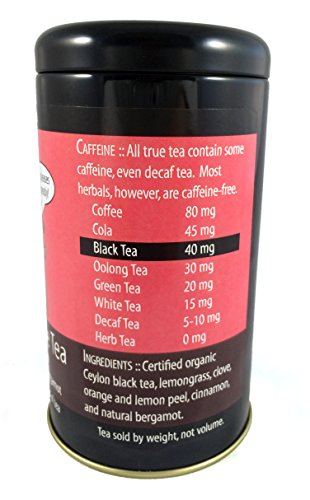 CAFFEINE :: All true tea contain some
caffeine, even decaf tea. Most
herbals, however, are caffeine-free.
Coffee 80 mg
Cola 45 mg
Black Tea 40 mg
Oolong Tea 30 mg
Green Tea 20 mg
White Tea 15 mg
Decaf Tea 5-10 mg
Herb Tea 0 mg
Tea
INGREDIENTS :: Certified organic
Ceylon black tea, lemongrass, clove,
orange and lemon peel, cinnamon,
and natural bergamot.
Tea sold by weight, not volume.